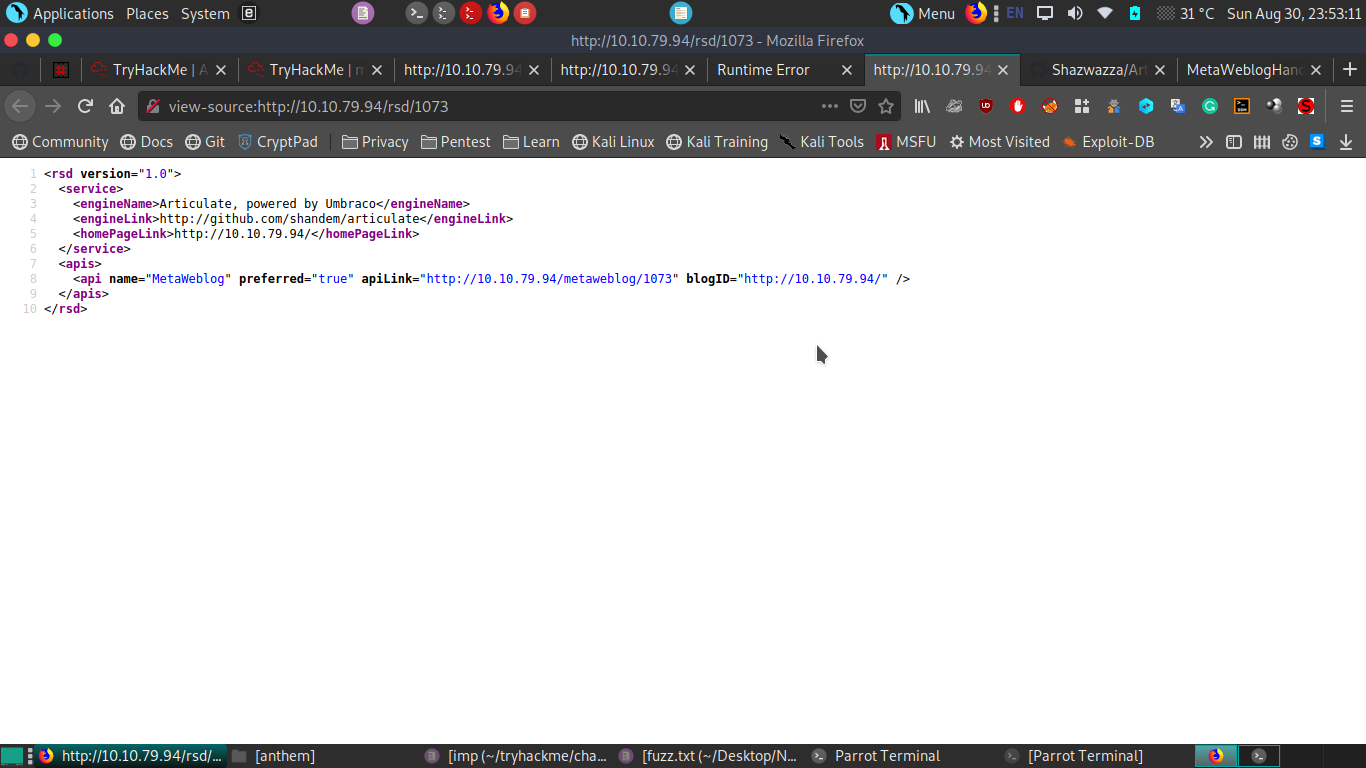 Applications Places System Menu EN 31 °C Sun Aug 30, 23:53:11
http://10.10.79.94/rsd/1073 - Mozilla Firefox
TryHackMe | A TryHackMe | m http://10.10.79.94 http://10.10.79.94 Runtime Error http://10.10.79.94 Shazwazza/Art MetaWeblogHanc
view-source:http://10.10.79.94/rsd/1073
Community Docs Git CryptPad Privacy Pentest Learn Kali Linux Kali Training Kali Tools MSFU Most Visited Exploit-DB
1 <rsd version="1.0">
2 <service>
3 <engineName>Articulate, powered by Umbraco</engineName>
4 <engineLink>http://github.com/shandem/articulate</engineLink>
5 <homePageLink>http://10.10.79.94/</homePageLink>
6 </service>
7 <apis>
8 <api name="MetaWeblog" preferred="true" apiLink="http://10.10.79.94/metaweblog/1073" blogID="http://10.10.79.94/" />
9 </apis>
10 </rsd>
http://10.10.79.94/rsd/... [anthem] [imp (~/tryhackme/cha... [fuzz.txt (~/Desktop/N... Parrot Terminal [Parrot Terminal]